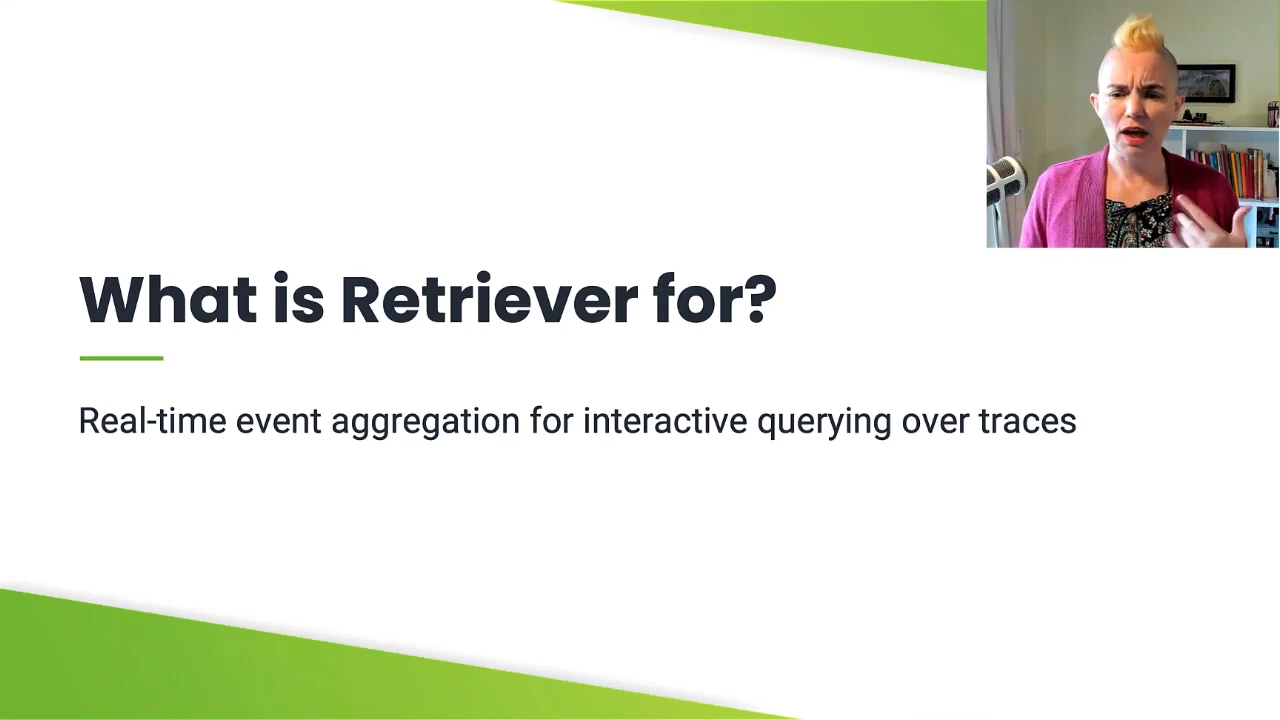 What is Retriever for?
Real-time event aggregation for interactive querying over traces